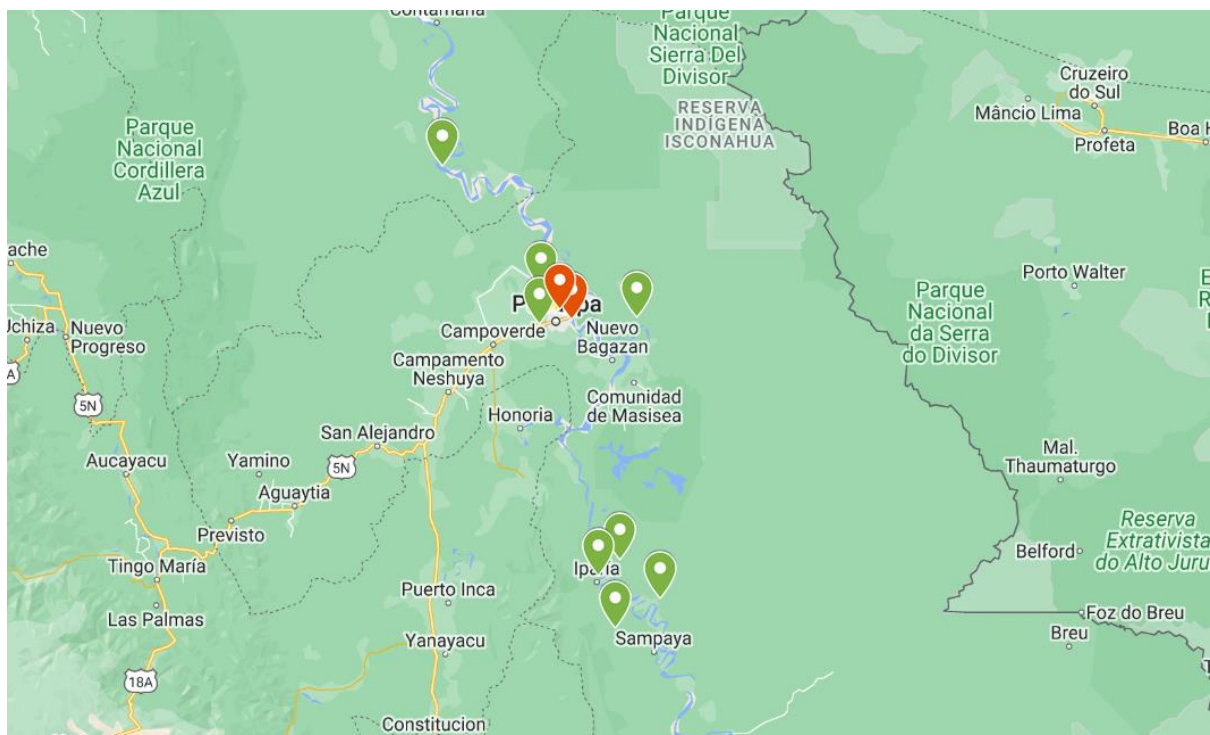 Contamana
Parque
Nacional
Sierra Del
Divisor
RESERVA
INDÍGENA
ISCONAHUA
Cruzeiro
do Sul
Mâncio Lima
Boa
Profeta
Parque
Nacional
Cordillera
Azul
ache
Uchiza
Nuevo
Progreso
5N
A
Campoverde
Nuevo
Bagazan
Campamento
Neshuya
Comunidad
de Masisea
Honoria
San Alejandro
5N
Aucayacu
Yamino
Aguaytia
Previsto
Tingo María
Las Palmas
Puerto Inca
Yanayacu
18A
Constitucion
Iparia
Sampaya
Porto Walter
Parque
Nacional
da Serra
do Divisor
Mal.
Thaumaturgo
Reserva
Extrativista
do Alto Juru
Belford
Foz do Breu
Breu